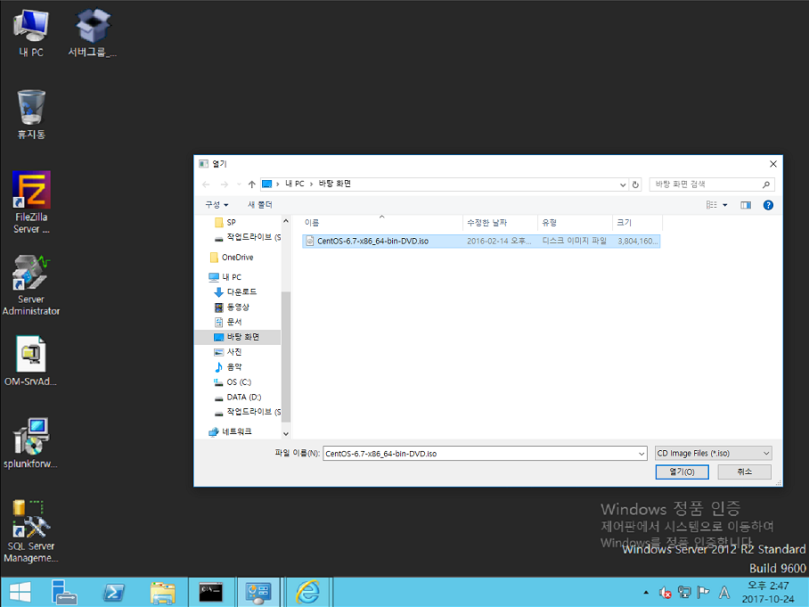 내 PC
서버그룹_...
휴지통
FileZilla
Server ...
Server
Administrator
OM-SrvAd...
splunkforw...
SQL Server
Manageme...
열기
내 PC › 바탕 화면
바탕 화면 검색
구성
새 폴더
SP
작업드라이브 (S
OneDrive
내 PC
다운로드
동영상
문서
바탕 화면
사진
음악
OS (C:)
DATA (D:)
작업드라이브 (S
네트워크
이름 수정한 날짜 유형 크기
CentOS-6.7-x86_64-bin-DVD.iso 2016-02-14 오후... 디스크 이미지 파일 3,804,160...
파일 이름(N): CentOS-6.7-x86_64-bin-DVD.iso CD Image Files (*.iso)
열기(O) 취소
Windows 정품 인증
제어판에서 시스템으로 이동하여
Windows를 정품 인증합니다.
Windows Server 2012 R2 Standard
Build 9600
A
오후 2:47
2017-10-24